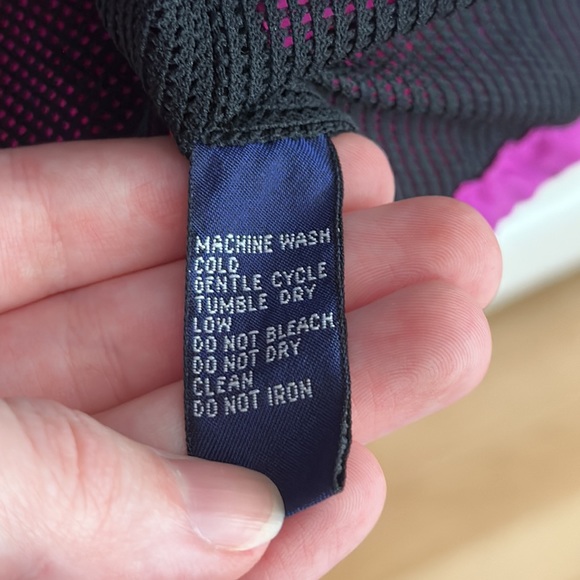 MACHINE WASH
COLD
GENTLE CYCLE
TUMBLE DRY
LOW
DO NOT BLEACH
DO NOT DRY
CLEAN
DO NOT IRON